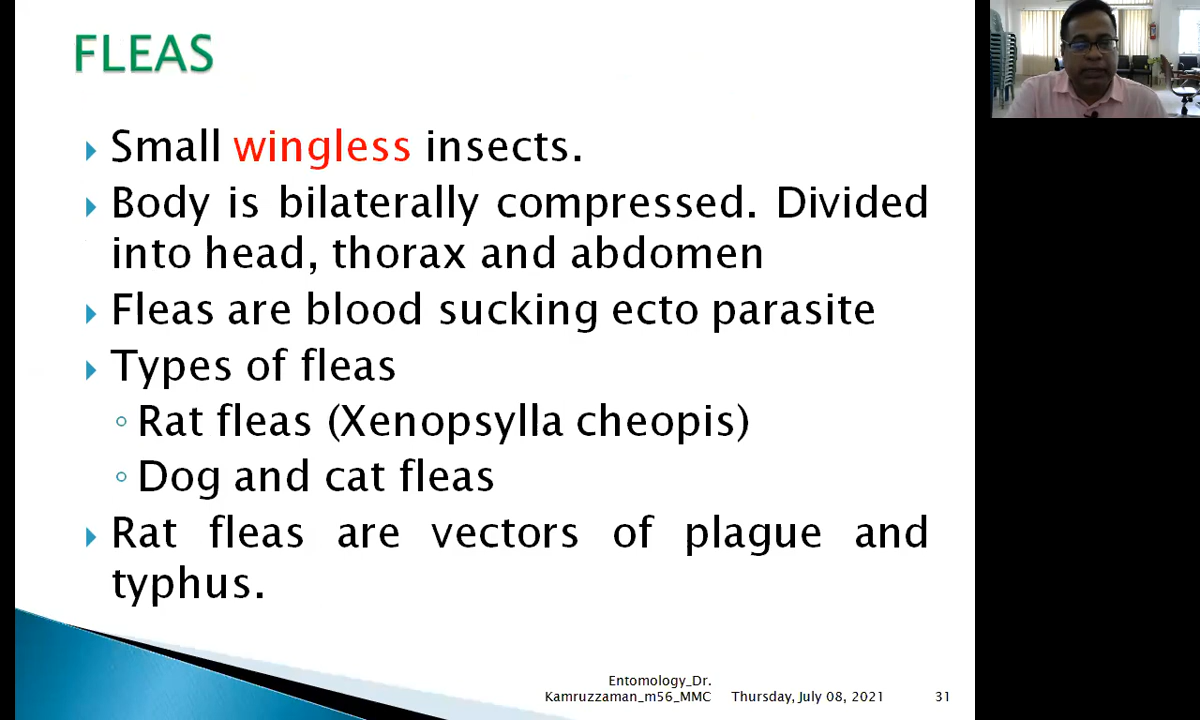 FLEAS
Small wingless insects.
Body is bilaterally compressed. Divided
into head, thorax and abdomen
Fleas are blood sucking ecto parasite
Types of fleas
Rat fleas (Xenopsylla cheopis)
Dog and cat fleas
Rat fleas are vectors of plague and
typhus.
Entomology_Dr.
Kamruzzaman_m56_MMC Thursday, July 08, 2021 31